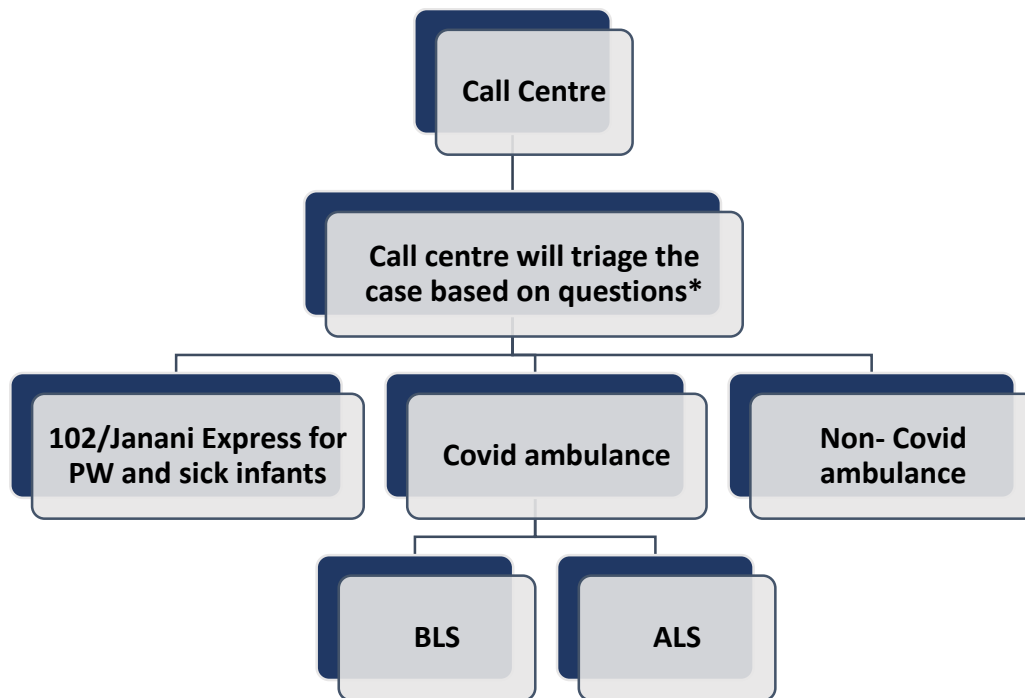 Call Centre
Call centre will triage the
case based on questions*
102/Janani Express for
PW and sick infants
Covid ambulance
Non- Covid
ambulance
BLS
ALS